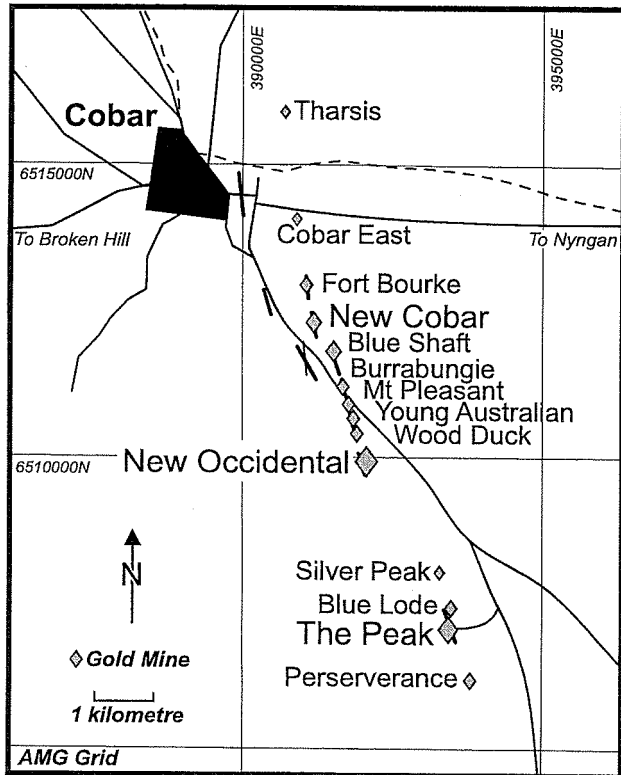 390000E
395000E
Cobar
Tharsis
6515000N
Cobar East
To Broken Hill
To Nyngan
Fort Bourke
New Cobar
Blue Shaft
Burrabungie
Mt Pleasant
Young Australian
Wood Duck
New Occidental
6510000N
Silver Peak
N
Blue Lode
The Peak
Gold Mine
Perserverance
1 kilometre
AMG Grid